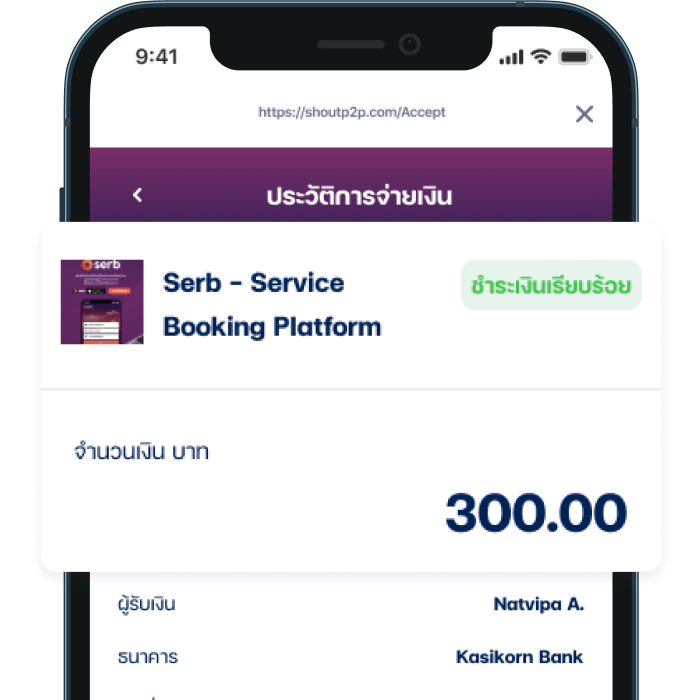 9:41
https://shoutp2p.com/Accept
ประวัติการจ่ายเงิน
serb
Serb - Service
Booking Platform
ชำระเงินเรียบร้อย
จำนวนเงิน บาท
300.00
ผู้รับเงิน
Natvipa A.
ธนาคาร
Kasikorn Bank